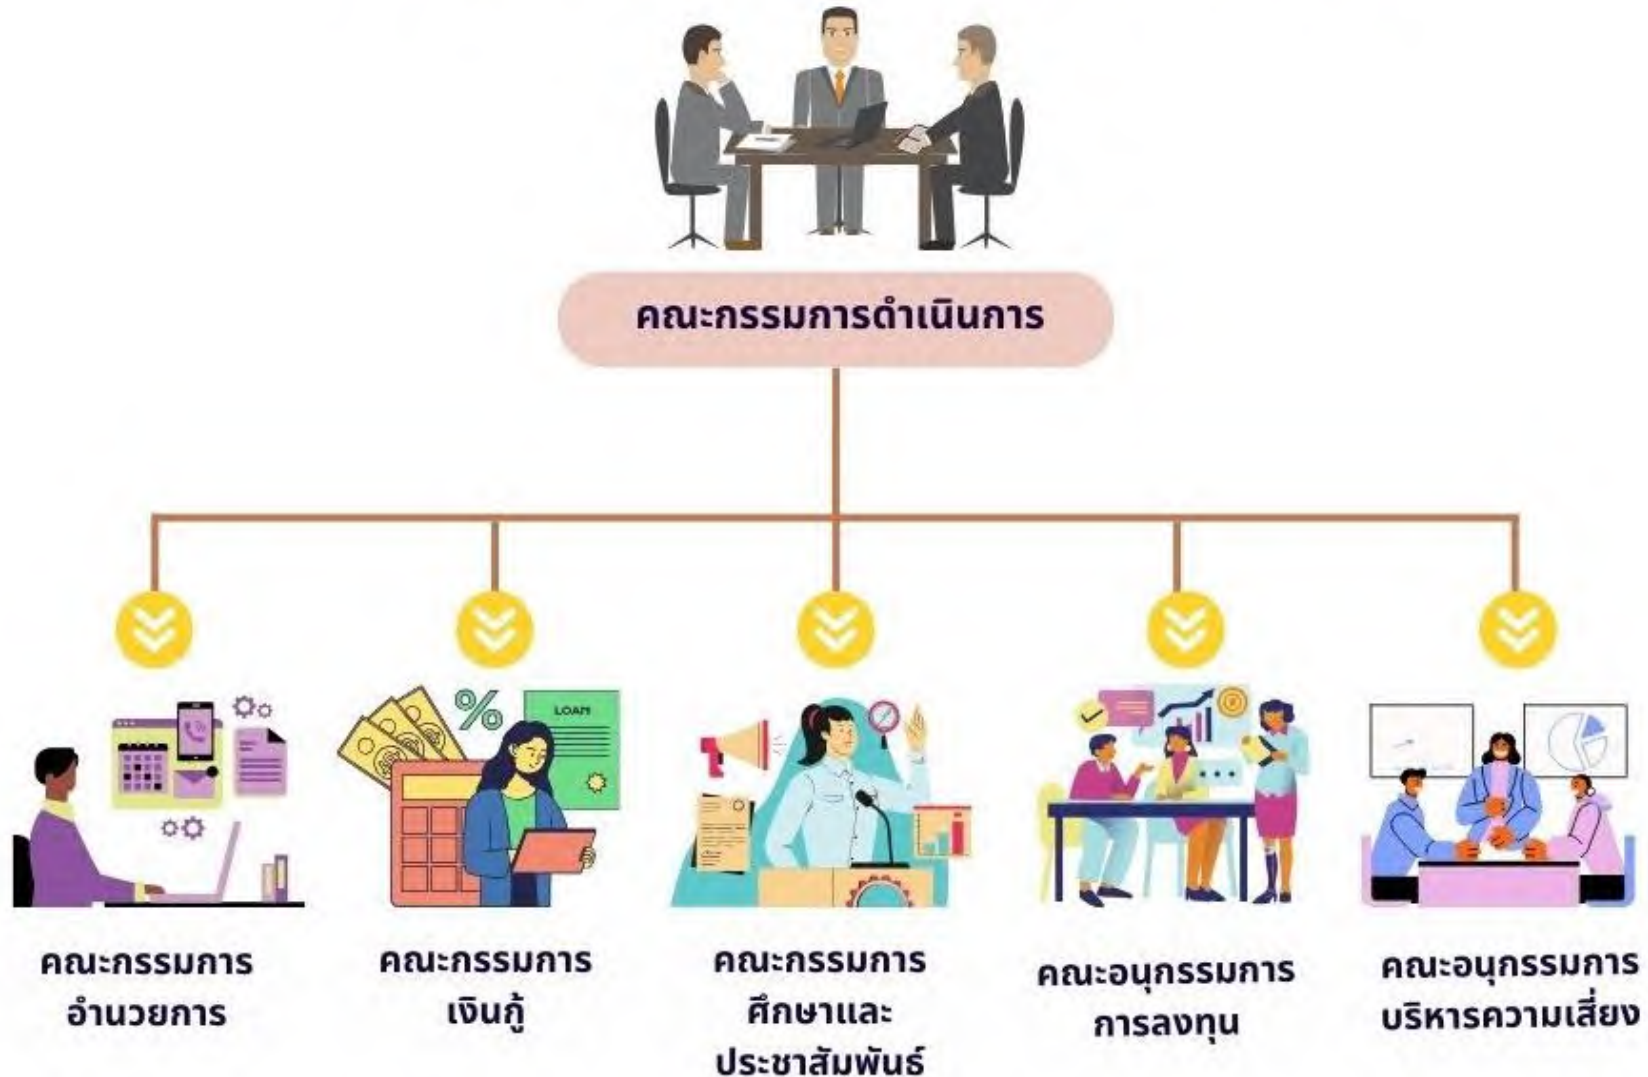 คณะกรรมการดำเนินการ
%
LOAM
คณะกรรมการ
อำนวยการ
คณะกรรมการ
เงินกู้
คณะกรรมการ
ศึกษาและ
ประชาสัมพันธ์
คณะอนุกรรมการ
การลงทุน
คณะอนุกรรมการ
บริหารความเสี่ยง